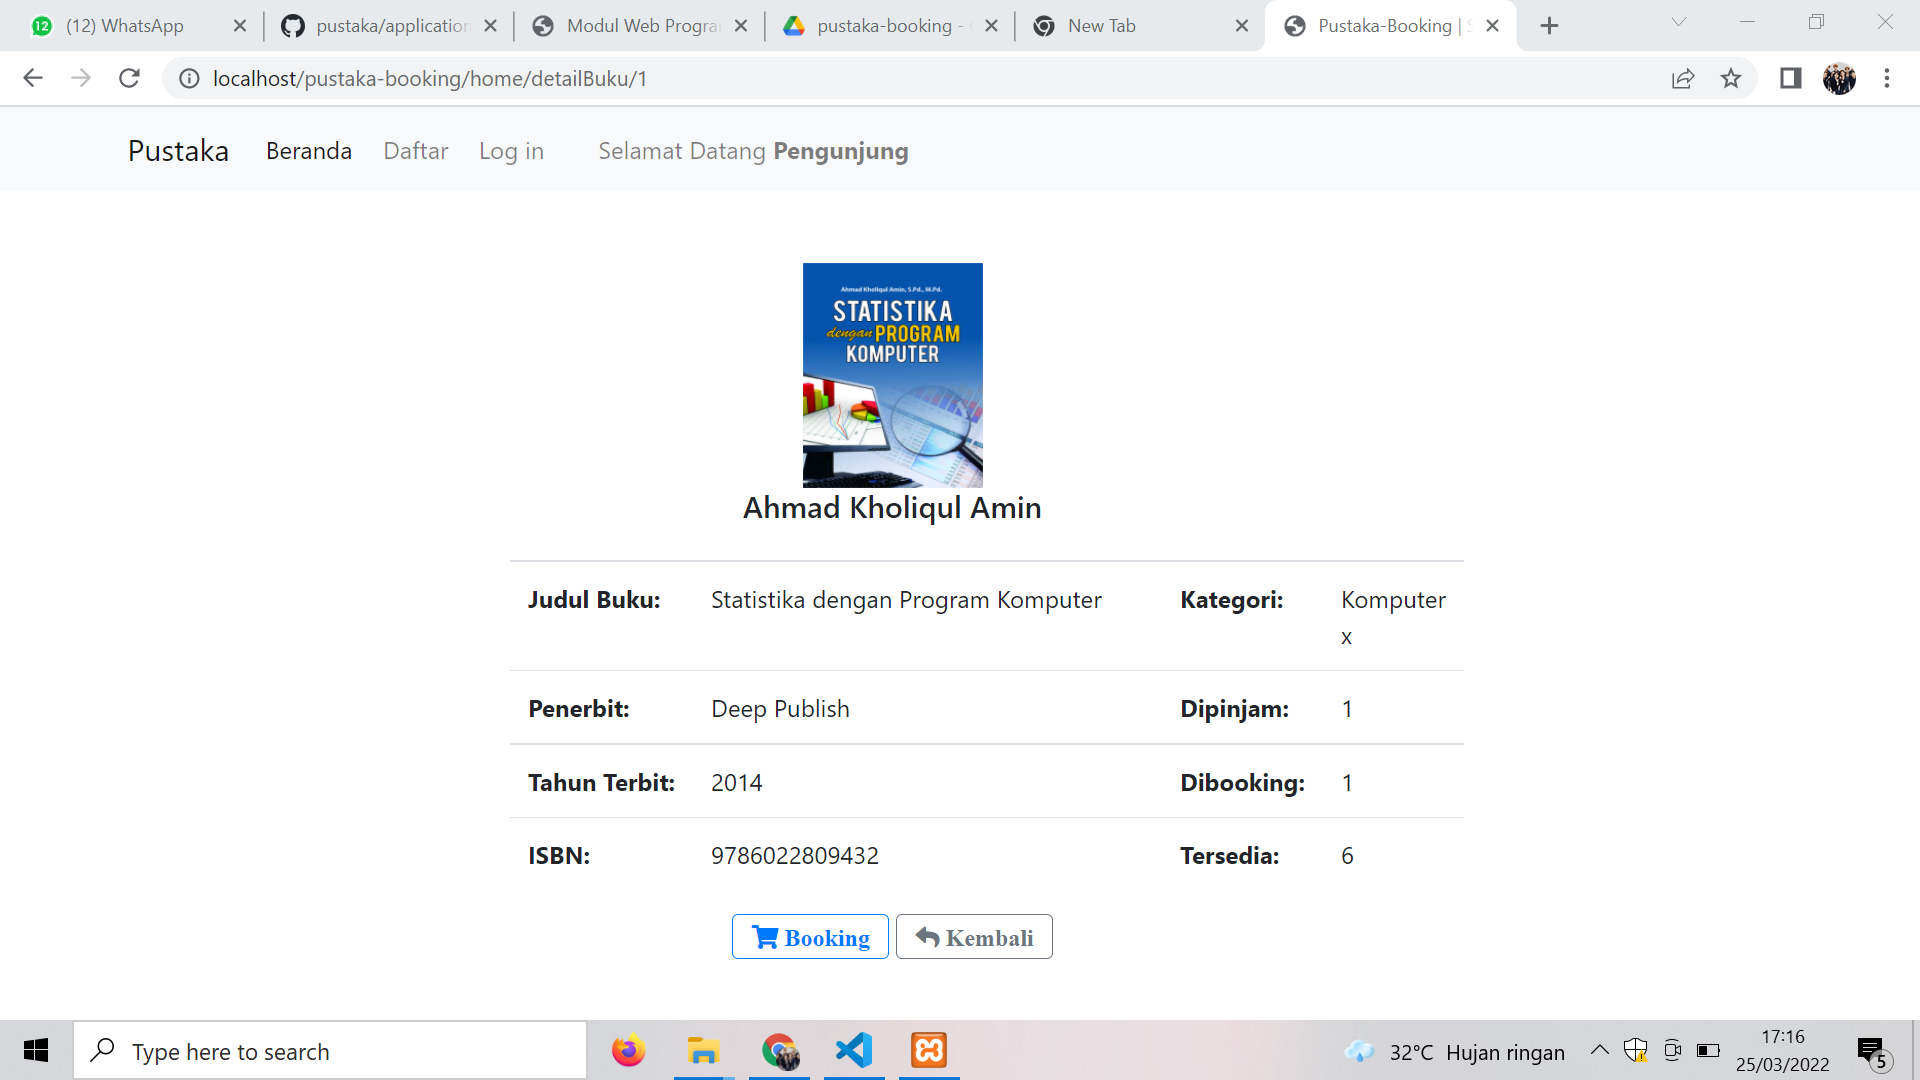 12 (12) WhatsApp pustaka/application Modul Web Progra pustaka-booking - New Tab Pustaka-Booking |
localhost/pustaka-booking/home/detailBuku/1
Pustaka Beranda Daftar Log in Selamat Datang Pengunjung
Ahmad Kholiqul Amin, S.Pd., M.Pd.
STATISTIKA
dengan PROGRAM
KOMPUTER
Ahmad Kholiqul Amin
Judul Buku: Statistika dengan Program Komputer Kategori: Komputer
x
Penerbit: Deep Publish Dipinjam: 1
Tahun Terbit: 2014 Dibooking: 1
ISBN: 9786022809432 Tersedia: 6
Booking Kembali
Type here to search 32°C Hujan ringan 17:16
25/03/2022 5